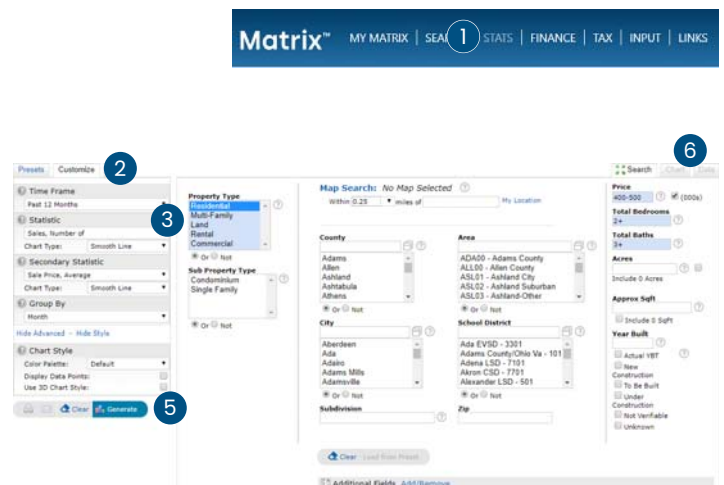 Matrix™ MY MATRIX | SEA 1 STATS | FINANCE | TAX | INPUT | LINKS
Presets Customize 2
6
Search Chart Data
Time Frame
Past 12 Months
Statistic
Sales, Number of
Chart Type: Smooth Line
Secondary Statistic
Sale Price, Average
Chart Type: Smooth Line
Group By
Month
Hide Advanced - Hide Style
Chart Style
Color Palette: Default
Display Data Points:
Use 3D Chart Style:
Clear Generate 5
3
Property Type
Residential
Multi-Family
Land
Rental
Commercial
Or Not
Sub Property Type
Condominium
Single Family
Or Not
Map Search: No Map Selected
Within 0.25 miles of My Location
County
Adams
Allen
Ashland
Ashtabula
Athens
Or Not
Area
ADA00 - Adams County
ALL00 - Allen County
ASL01 - Ashland City
ASL02 - Ashland Suburban
ASL03 - Ashland-Other
Or Not
City
Aberdeen
Ada
Adairo
Adams Mills
Adamsville
Or Not
School District
Ada EVSD - 3301
Adams County/Ohio Va - 101
Adena LSD - 7101
Akron CSD - 7701
Alexander LSD - 501
Or Not
Subdivision
Zip
Clear Load from Preset
Additional Fields Add/Remove
Price
400-500 (000s)
Total Bedrooms
2+
Total Baths
3+
Acres
Include 0 Acres
Approx Sqft
Include 0 SqFt
Year Built
Actual YBT
New
Construction
To Be Built
Under
Construction
Not Verifiable
Unknown